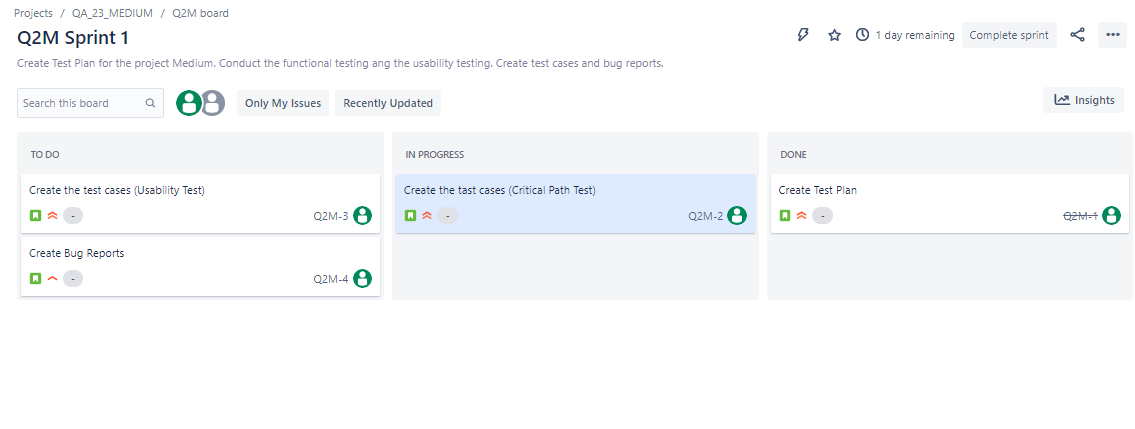 Projects / QA_23_MEDIUM / Q2M board
Q2M Sprint 1
1 day remaining
Complete sprint
Create Test Plan for the project Medium. Conduct the functional testing ang the usability testing. Create test cases and bug reports.
Search this board
Only My Issues
Recently Updated
Insights
TO DO
Create the test cases (Usability Test)
- Q2M-3
Create Bug Reports
- Q2M-4
IN PROGRESS
Create the tast cases (Critical Path Test)
- Q2M-2
DONE
Create Test Plan
- Q2M-1